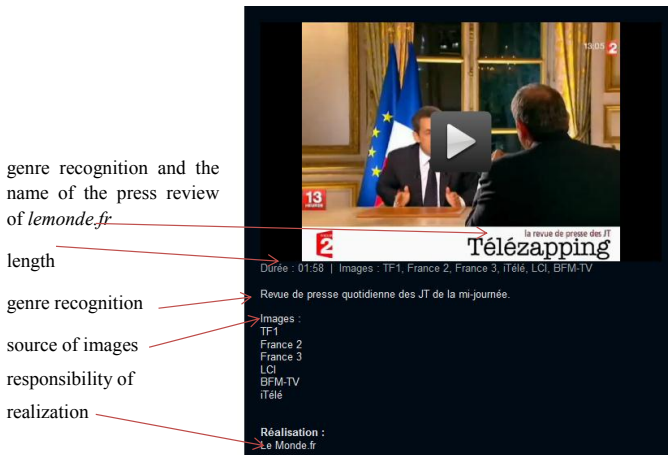 genre recognition and the
name of the press review
of lemonde.fr
length
genre recognition
source of images
responsibility of
realization
13:05 2
13
2
la revue de presse des JT
Télézapping
Durée : 01:58 | Images : TF1, France 2, France 3, iTélé, LCI, BFM-TV
Revue de presse quotidienne des JT de la mi-journée.
Images :
TF1
France 2
France 3
LCI
BFM-TV
iTélé
Réalisation :
Le Monde.fr